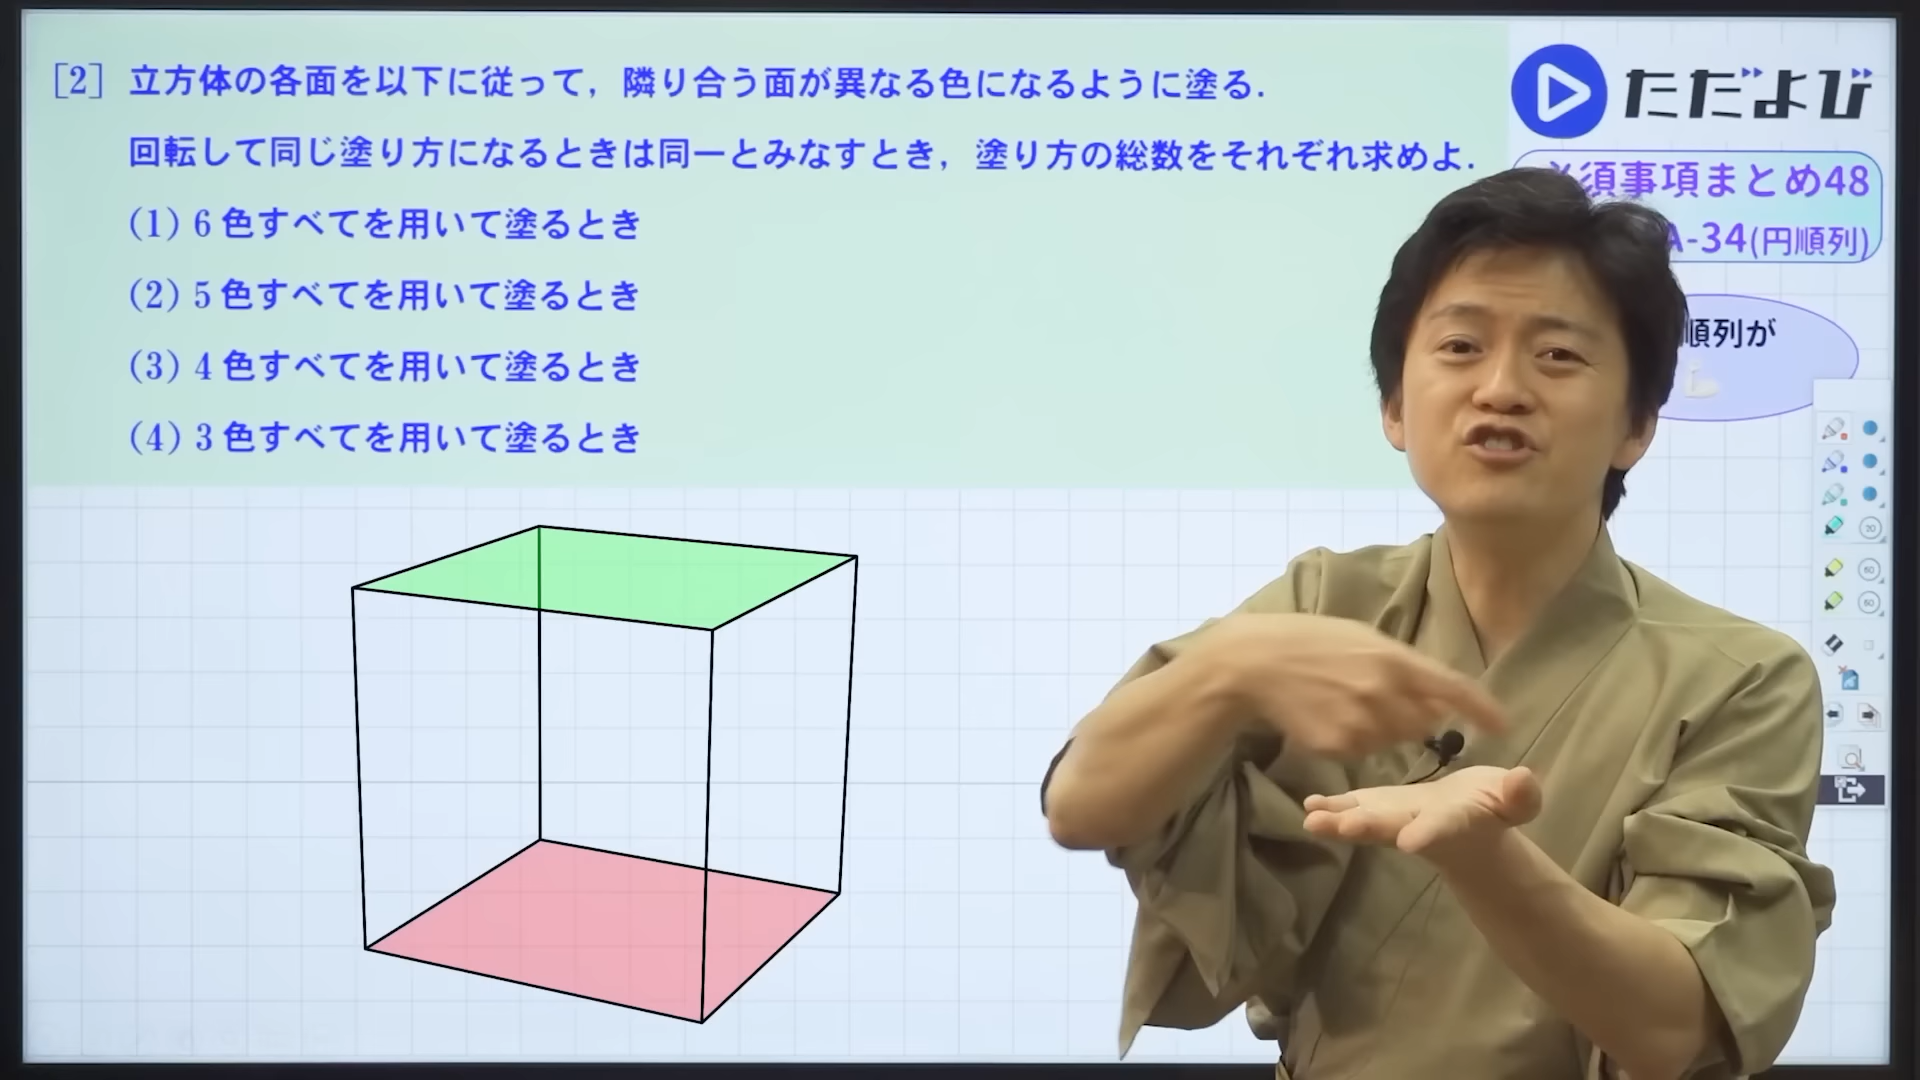 [2] 立方体の各面を以下に従って，隣り合う面が異なる色になるように塗る．
回転して同じ塗り方になるときは同一とみなすとき，塗り方の総数をそれぞれ求めよ．
(1) 6色すべてを用いて塗るとき
(2) 5色すべてを用いて塗るとき
(3) 4色すべてを用いて塗るとき
(4) 3色すべてを用いて塗るとき
ただよび
須事項まとめ48
A-34(円順列)
順列が